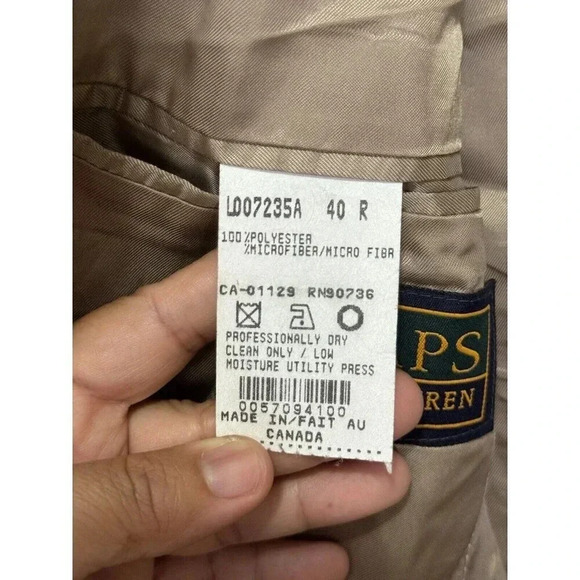 LO07235A 40 R
100%POLYESTER
%MICROFIBER/MICRO FIBR
CA-01129 RN90736
PROFESSIONALLY DRY
CLEAN ONLY / LOW
MOISTURE UTILITY PRESS
0057094100
MADE IN/FAIT AU
CANADA
PS
REN